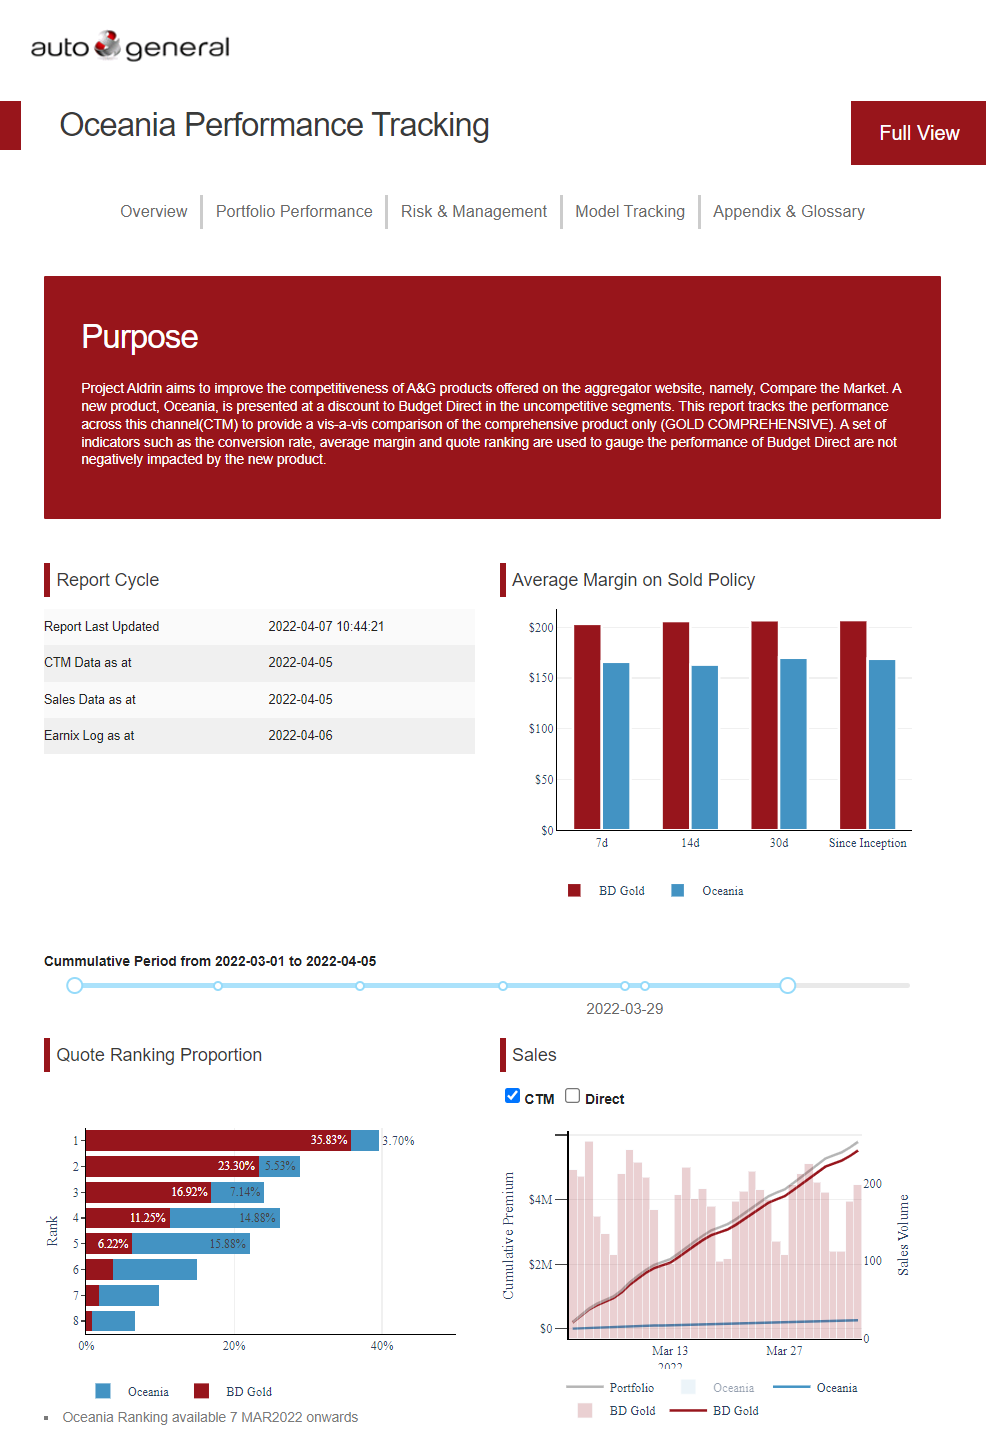 auto general
Oceania Performance Tracking
Full View
Overview
Portfolio Performance
Risk & Management
Model Tracking
Appendix & Glossary
Purpose
Project Aldrin aims to improve the competitiveness of A&G products offered on the aggregator website, namely, Compare the Market. A
new product, Oceania, is presented at a discount to Budget Direct in the uncompetitive segments. This report tracks the performance
across this channel(CTM) to provide a vis-a-vis comparison of the comprehensive product only (GOLD COMPREHENSIVE). A set of
indicators such as the conversion rate, average margin and quote ranking are used to gauge the performance of Budget Direct are not
negatively impacted by the new product.
Report Cycle
Report Last Updated 2022-04-07 10:44:21
CTM Data as at 2022-04-05
Sales Data as at 2022-04-05
Earnix Log as at 2022-04-06
Average Margin on Sold Policy
$200
$150
$100
$50
$0
7d 14d 30d Since Inception
BD Gold Oceania
Cummulative Period from 2022-03-01 to 2022-04-05
2022-03-29
Quote Ranking Proportion
Rank
1 35.83% 3.70%
2 23.30% 5.53%
3 16.92% 7.14%
4 11.25% 14.88%
5 6.22% 15.88%
6
7
8
0% 20% 40%
Oceania BD Gold
Oceania Ranking available 7 MAR2022 onwards
Sales
CTM Direct
Cumulative Premium
$4M
$2M
$0
200
100
0
Sales Volume
Mar 13 Mar 27
2022
Portfolio Oceania Oceania
BD Gold BD Gold